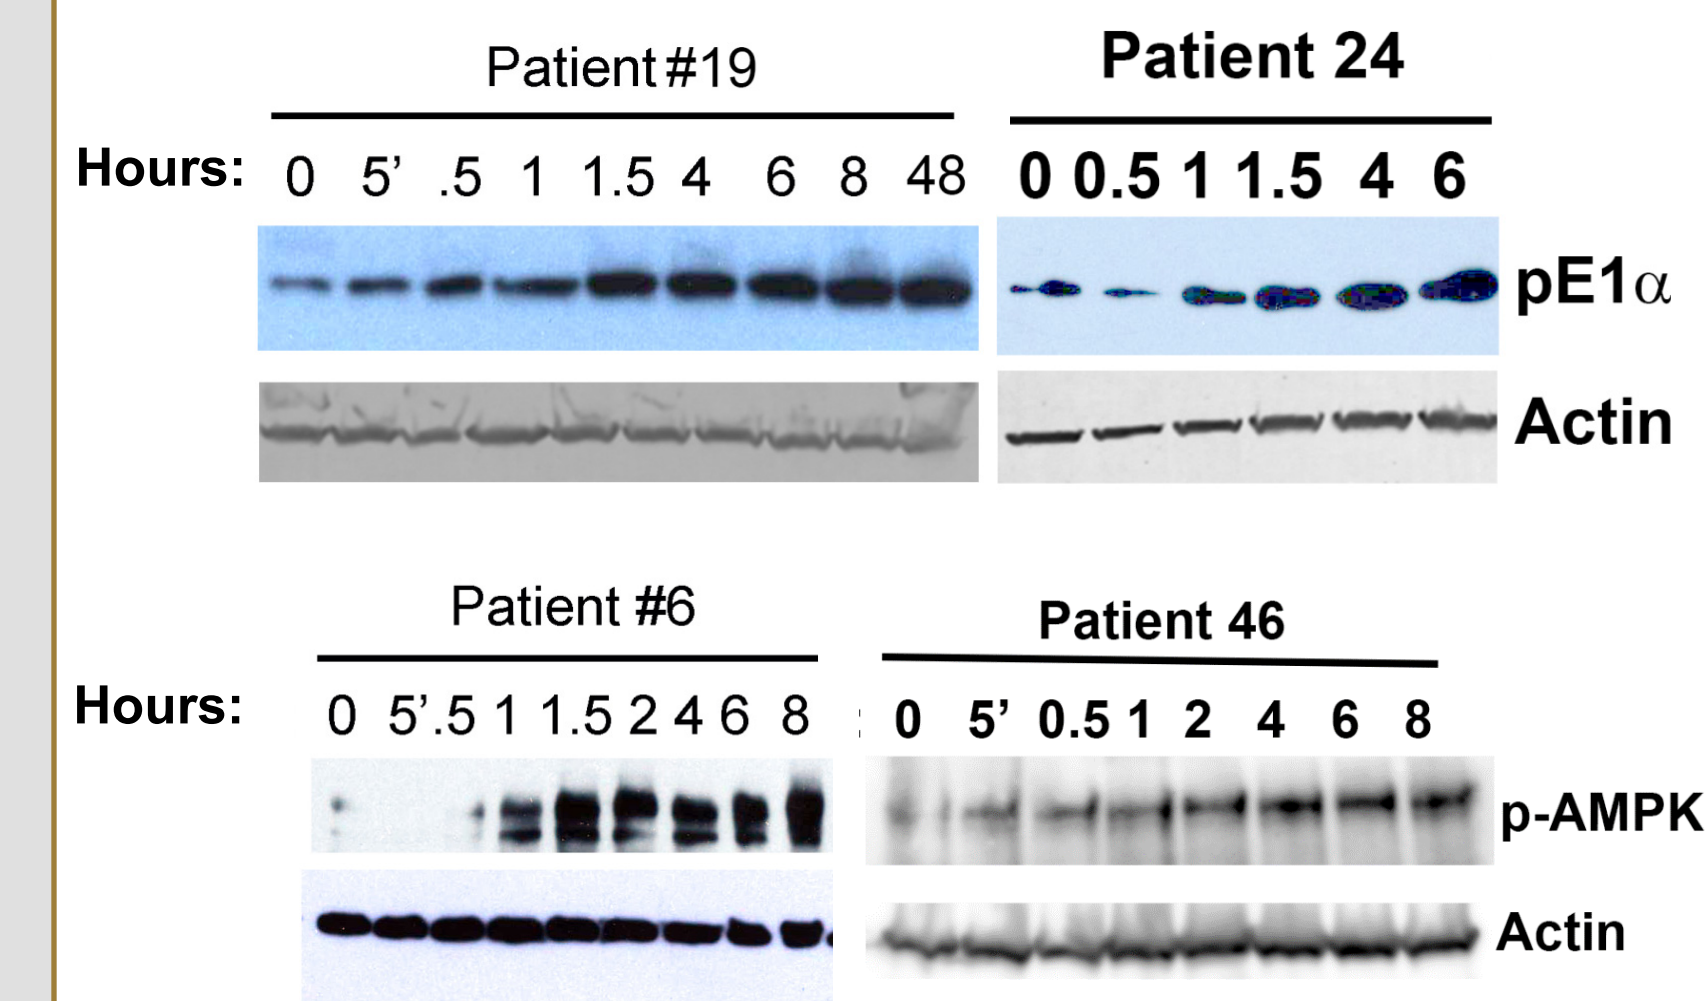 Patient #19
Patient 24
Hours: 0 5’ .5 1 1.5 4 6 8 48
0 0.5 1 1.5 4 6
pE1α
Actin
Patient #6
Patient 46
Hours: 0 5’ .5 1 1.5 2 4 6 8
: 0 5’ 0.5 1 2 4 6 8
p-AMPK
Actin